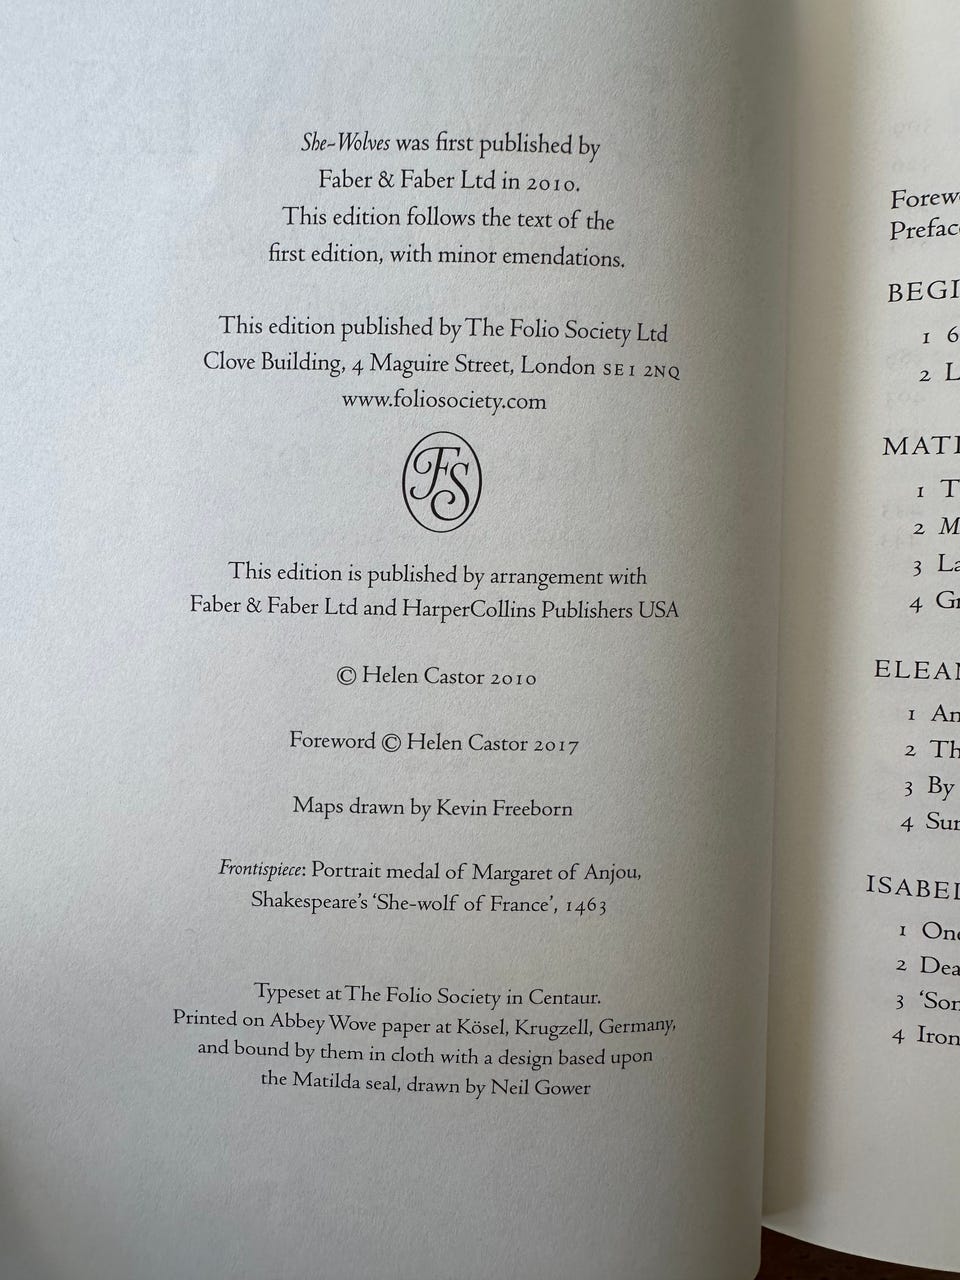 She-Wolves was first published by
Faber & Faber Ltd in 2010.
This edition follows the text of the
first edition, with minor emendations.
This edition published by The Folio Society Ltd
Clove Building, 4 Maguire Street, London SE1 2NQ
www.foliosociety.com
FS
This edition is published by arrangement with
Faber & Faber Ltd and HarperCollins Publishers USA
© Helen Castor 2010
Foreword © Helen Castor 2017
Maps drawn by Kevin Freeborn
Frontispiece: Portrait medal of Margaret of Anjou,
Shakespeare's 'She-wolf of France', 1463
Typeset at The Folio Society in Centaur.
Printed on Abbey Wove paper at Kösel, Krugzell, Germany,
and bound by them in cloth with a design based upon
the Matilda seal, drawn by Neil Gower
Forew
Prefac
BEGI
1 6
2 L
MATI
1 T
2 M
3 La
4 Gr
ELEAN
1 An
2 Th
3 By
4 Sur
ISABEL
1 One
2 Dea
3 'Son
4 Iron